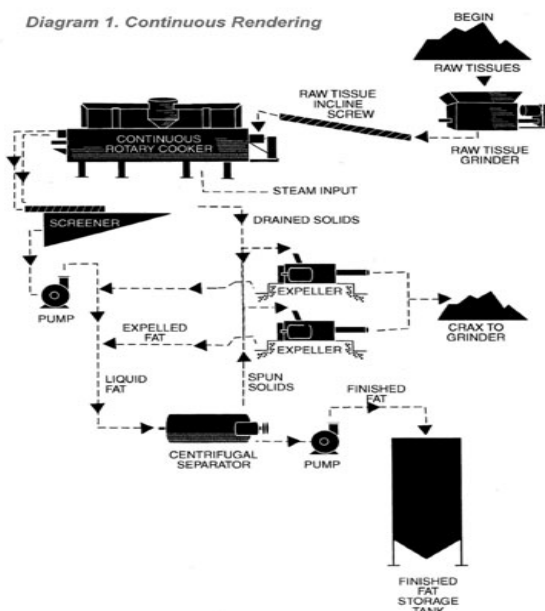 Diagram 1. Continuous Rendering
BEGIN
RAW TISSUES
RAW TISSUE
INCLINE
SCREW
RAW TISSUE
GRINDER
CONTINUOUS
ROTARY COOKER
STEAM INPUT
SCREENER
DRAINED SOLIDS
EXPELLER
PUMP
EXPELLED
FAT
EXPELLER
CRAX TO
GRINDER
LIQUID
FAT
SPUN
SOLIDS
FINISHED
FAT
CENTRIFUGAL
SEPARATOR
PUMP
FINISHED
FAT
STORAGE
TANK